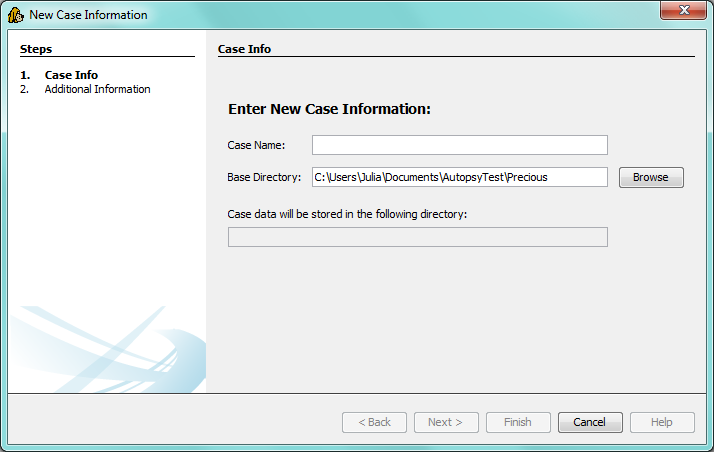 New Case Information
Steps
1. Case Info
2. Additional Information
Case Info
Enter New Case Information:
Case Name:
Base Directory: C:\Users\Julia\Documents\AutopsyTest\Precious Browse
Case data will be stored in the following directory:
< Back Next > Finish Cancel Help